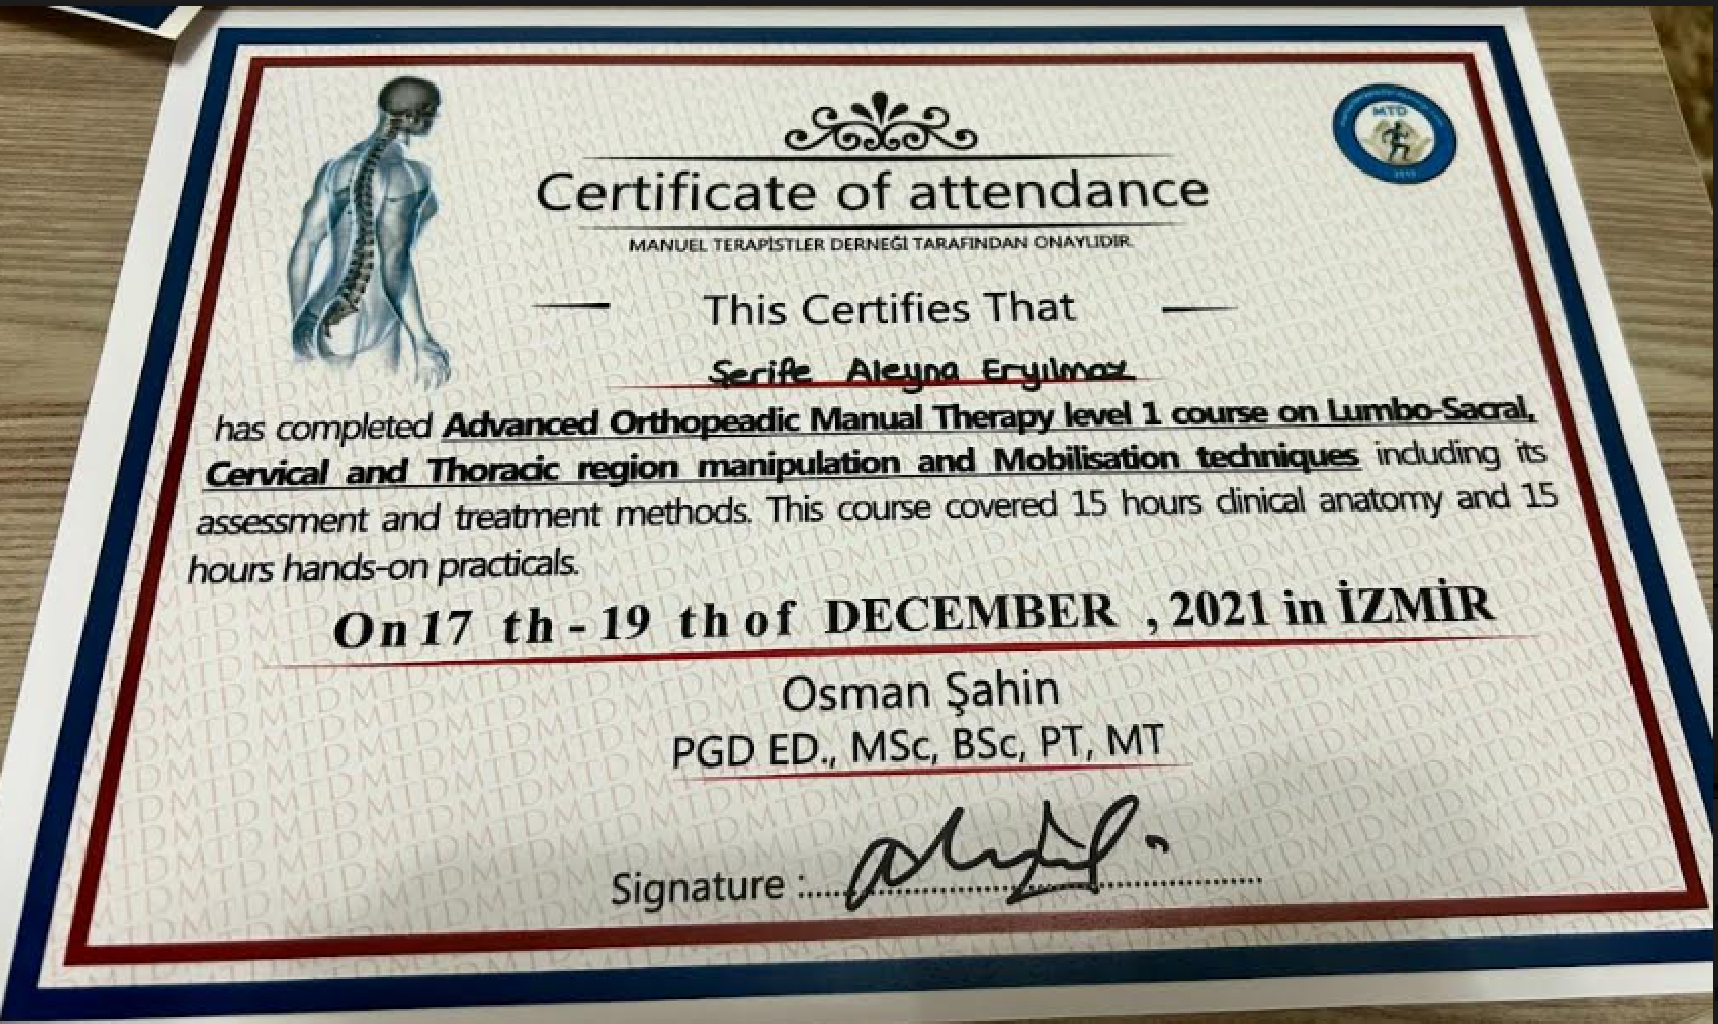 MTD
Certificate of attendance
MANUEL TERAPİSTLER DERNEĞİ TARAFINDAN ONAYLIDIR.
This Certifies That
Serife Aleyna Eryılmaz
has completed Advanced Orthopeadic Manual Therapy level 1 course on Lumbo-Sacral,
Cervical and Thoracic region manipulation and Mobilisation techniques including its
assessment and treatment methods. This course covered 15 hours clinical anatomy and 15
hours hands-on practicals.
On 17 th - 19 th of DECEMBER , 2021 in İZMİR
Osman Şahin
PGD ED., MSc, BSc, PT, MT
Signature :